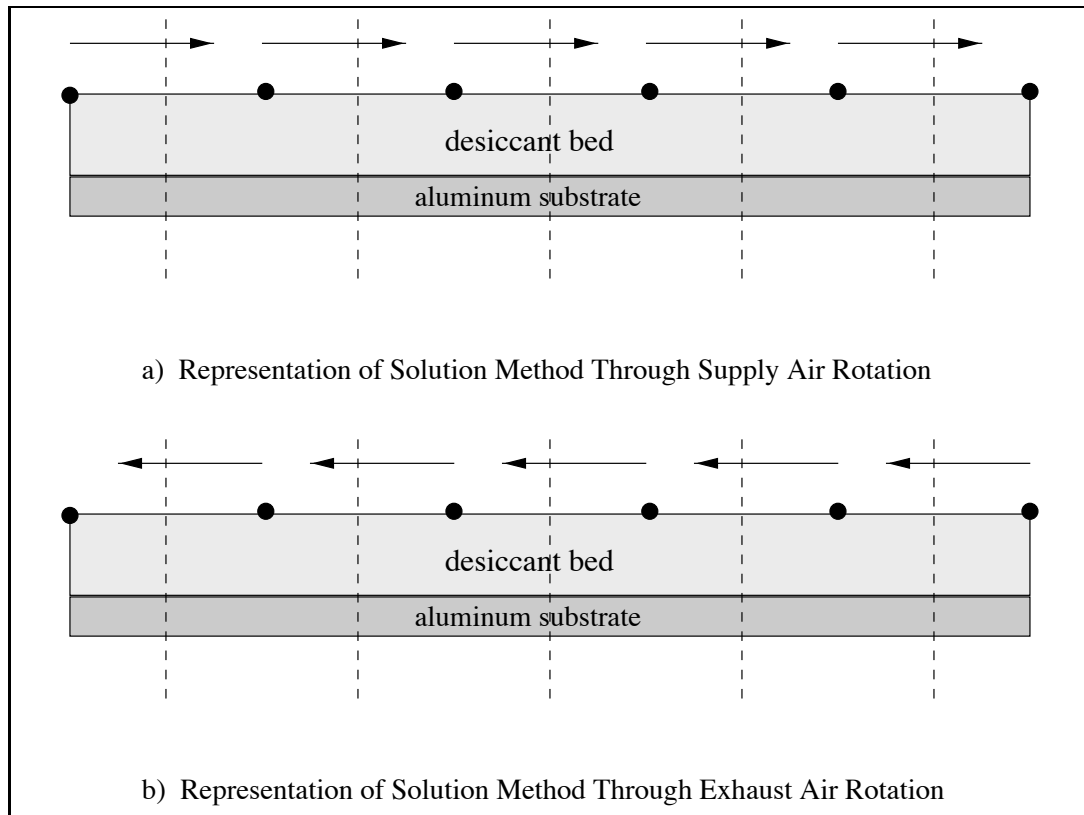 desiccant bed
aluminum substrate
a) Representation of Solution Method Through Supply Air Rotation
desiccant bed
aluminum substrate
b) Representation of Solution Method Through Exhaust Air Rotation